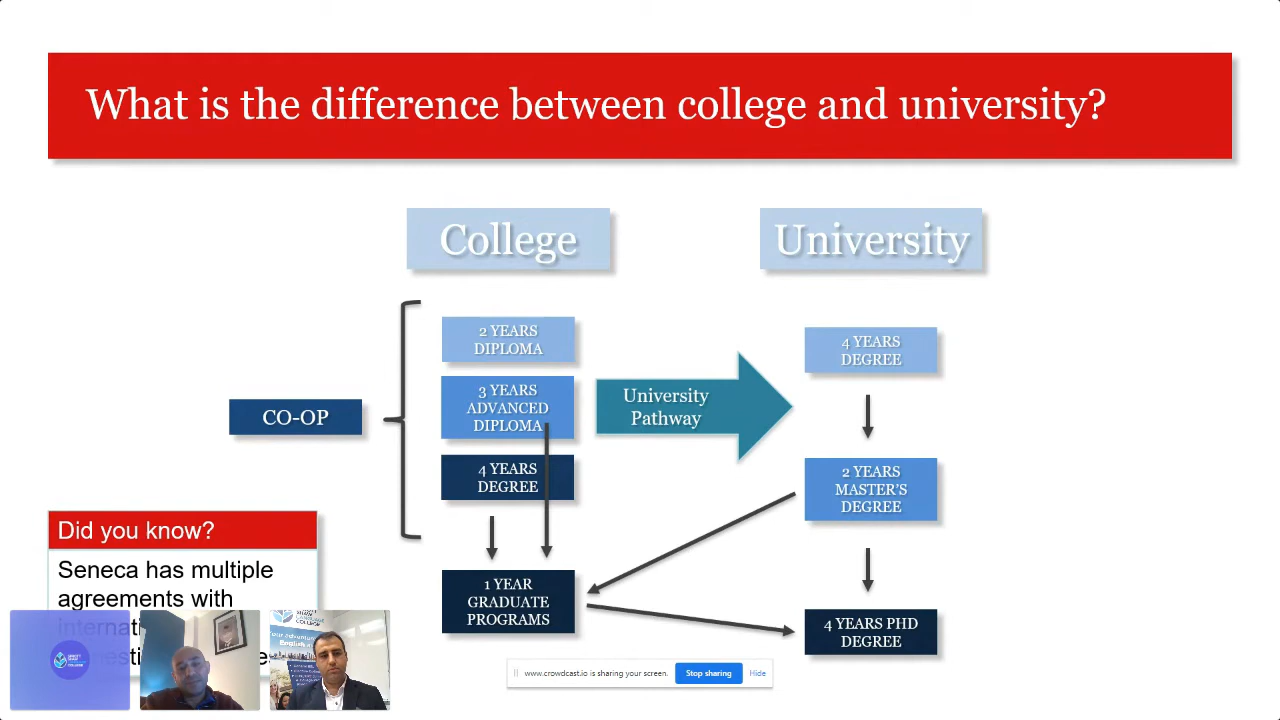 What is the difference between college and university?
College
University
2 YEARS
DIPLOMA
3 YEARS
ADVANCED
DIPLOMA
4 YEARS
DEGREE
1 YEAR
GRADUATE
PROGRAMS
CO-OP
University
Pathway
4 YEARS
DEGREE
2 YEARS
MASTER'S
DEGREE
4 YEARS PHD
DEGREE
Did you know?
Seneca has multiple
agreements with
www.crowdcast.io is sharing your screen.
Stop sharing
Hide